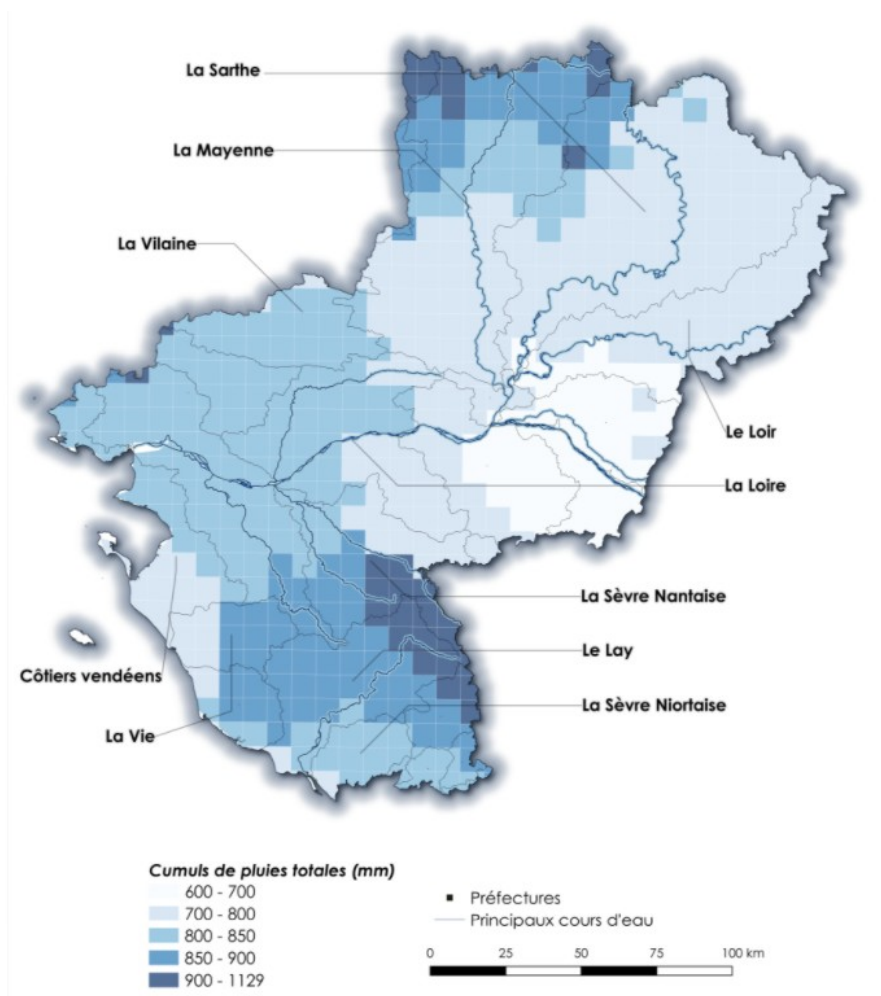 La Sarthe
La Mayenne
La Vilaine
Le Loir
La Loire
La Sèvre Nantaise
Le Lay
Côtiers vendéens
La Sèvre Niortaise
La Vie
Cumuls de pluies totales (mm)
600 - 700
700 - 800
800 - 850
850 - 900
900 - 1129
Préfectures
Principaux cours d'eau
0 25 50 75 100 km